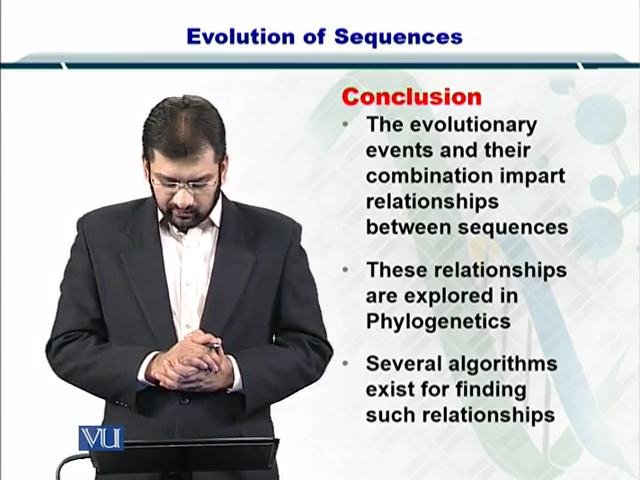 Evolution of Sequences
Conclusion
• The evolutionary
events and their
combination impart
relationships
between sequences
• These relationships
are explored in
Phylogenetics
• Several algorithms
exist for finding
such relationships
VU